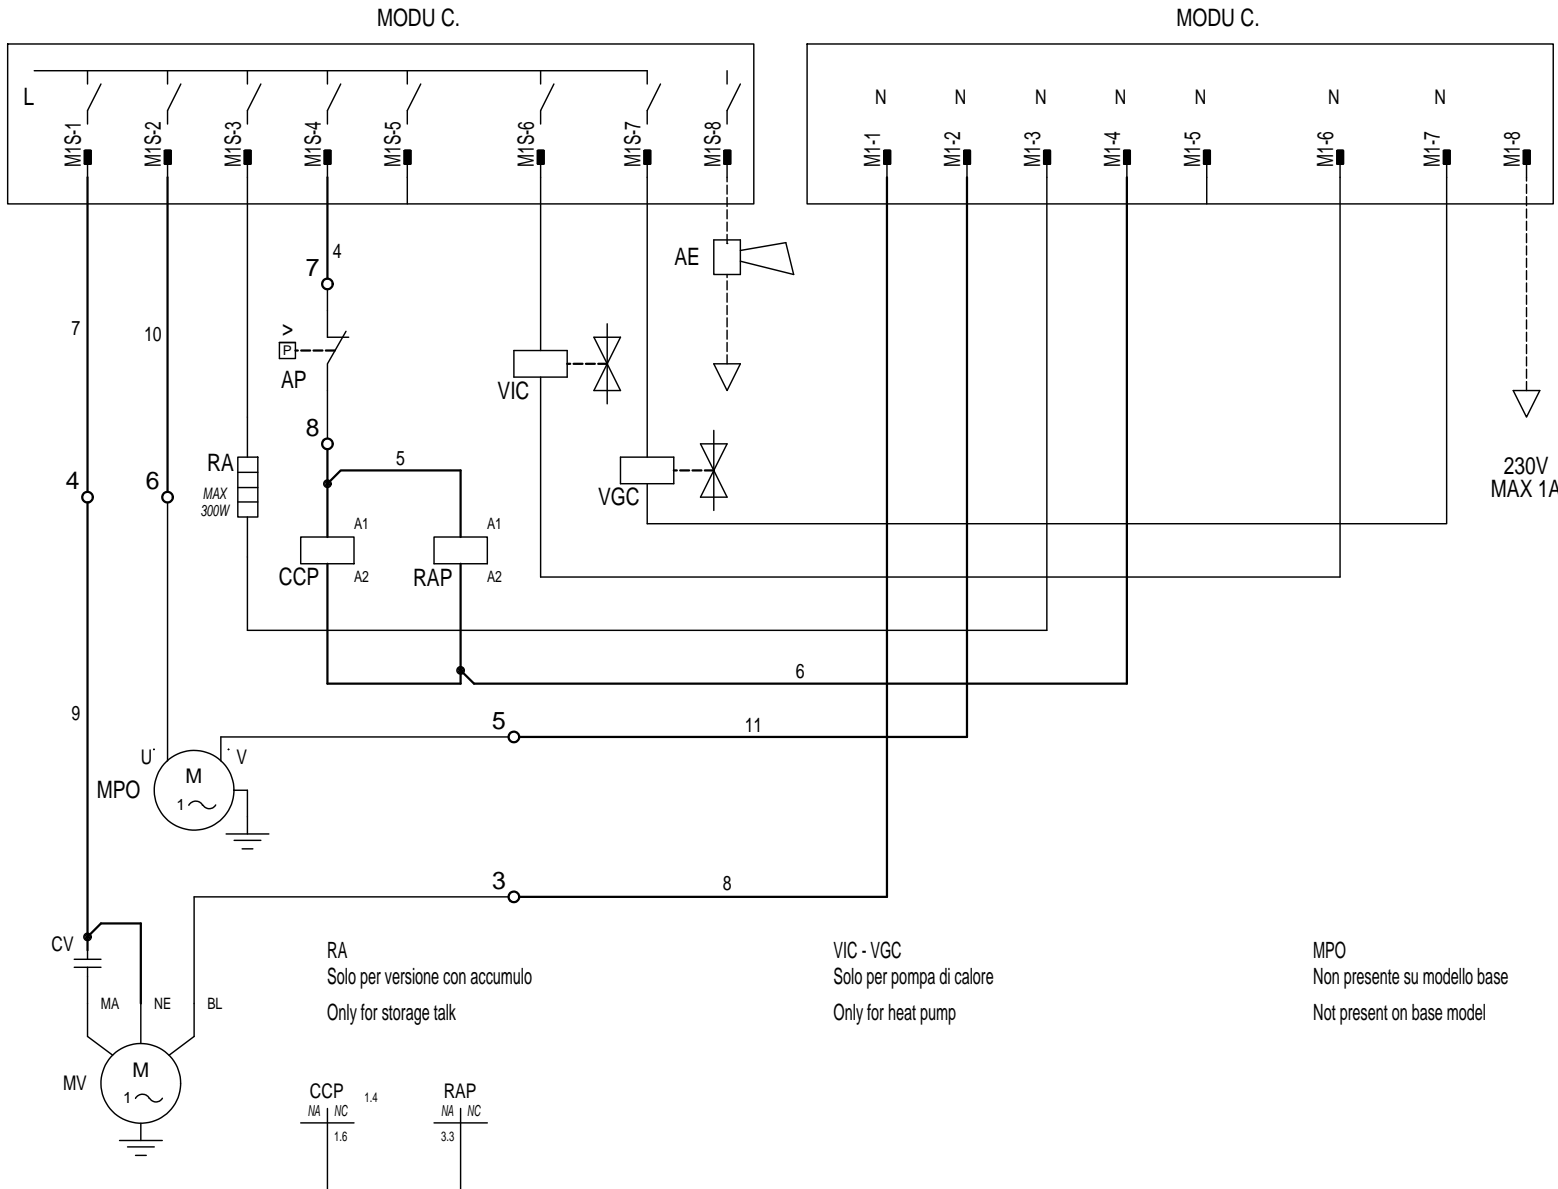 MODU C.
MODU C.
L
N N N N N N N
M1S-1 M1S-2 M1S-3 M1S-4 M1S-5 M1S-6 M1S-7 M1S-8
M1-1 M1-2 M1-3 M1-4 M1-5 M1-6 M1-7 M1-8
4
7
AE
7
10
>
P
AP
VIC
8
5
RA
MAX
300W
4
6
VGC
230V
MAX 1A
A1
A1
CCP
A2
RAP
A2
6
9
5
11
U
V
MPO
M
1
3
8
CV
MA
NE
BL
M
1
MV
RA
Solo per versione con accumulo
Only for storage talk
VIC - VGC
Solo per pompa di calore
Only for heat pump
MPO
Non presente su modello base
Not present on base model
CCP
1.4
NA NC
1.6
RAP
NA NC
3.3